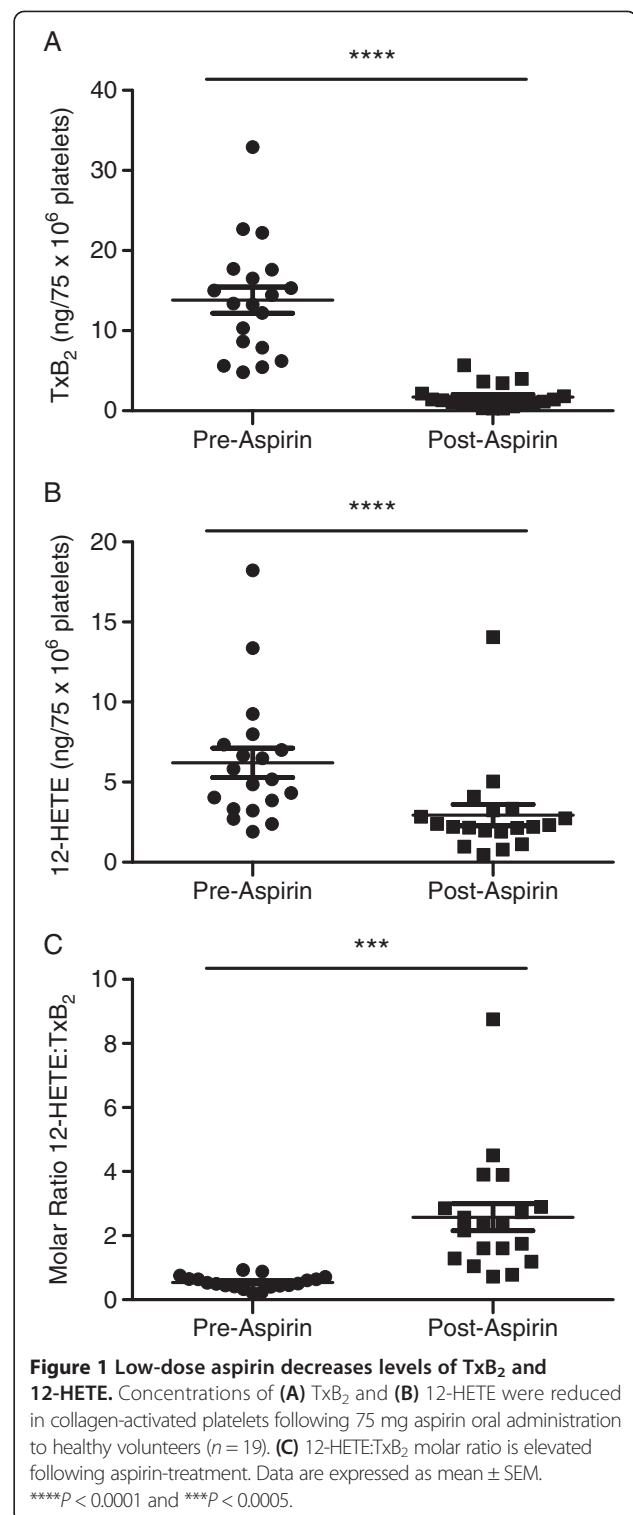 A
****
40
30
20
10
0
TxB₂ (ng/75 x 10⁶ platelets)
Pre-Aspirin Post-Aspirin
B
****
20
15
10
5
0
12-HETE (ng/75 x 10⁶ platelets)
Pre-Aspirin Post-Aspirin
C
***
10
8
6
4
2
0
Molar Ratio 12-HETE:TxB₂
Pre-Aspirin Post-Aspirin
Figure 1 Low-dose aspirin decreases levels of TxB₂ and
12-HETE. Concentrations of (A) TxB₂ and (B) 12-HETE were reduced
in collagen-activated platelets following 75 mg aspirin oral administration
to healthy volunteers (n = 19). (C) 12-HETE:TxB₂ molar ratio is elevated
following aspirin-treatment. Data are expressed as mean ± SEM.
****P < 0.0001 and ***P < 0.0005.